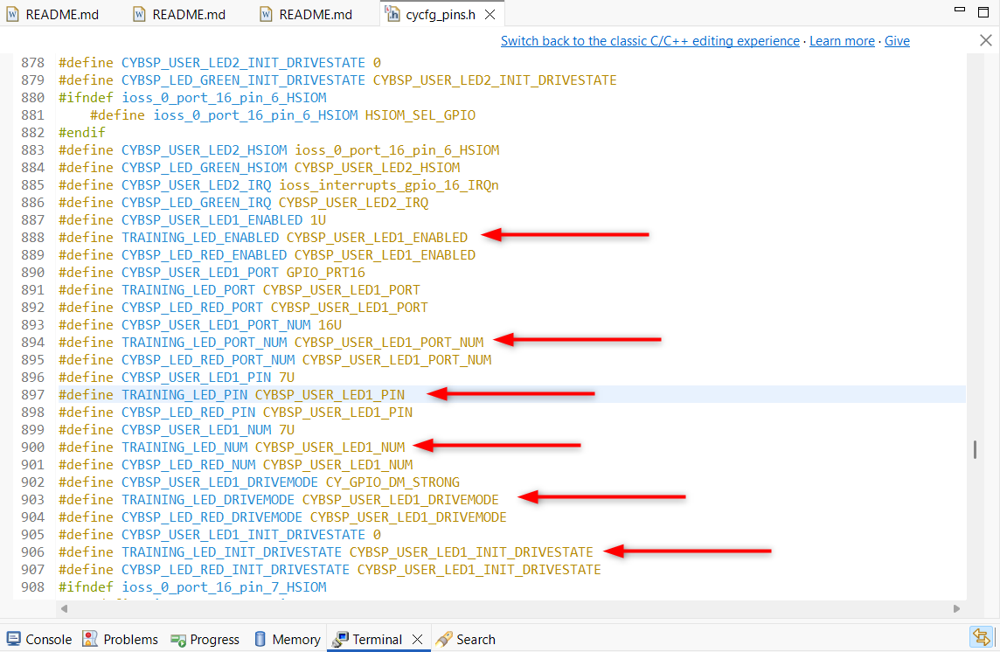 README.md README.md README.md cycfg_pins.h
Switch back to the classic C/C++ editing experience · Learn more · Give
878 #define CYBSP_USER_LED2_INIT_DRIVESTATE 0
879 #define CYBSP_LED_GREEN_INIT_DRIVESTATE CYBSP_USER_LED2_INIT_DRIVESTATE
880 #ifndef ioss_0_port_16_pin_6_HSIOM
881 #define ioss_0_port_16_pin_6_HSIOM HSIOM_SEL_GPIO
882 #endif
883 #define CYBSP_USER_LED2_HSIOM ioss_0_port_16_pin_6_HSIOM
884 #define CYBSP_LED_GREEN_HSIOM CYBSP_USER_LED2_HSIOM
885 #define CYBSP_USER_LED2_IRQ ioss_interrupts_gpio_16_IRQn
886 #define CYBSP_LED_GREEN_IRQ CYBSP_USER_LED2_IRQ
887 #define CYBSP_USER_LED1_ENABLED 1U
888 #define TRAINING_LED_ENABLED CYBSP_USER_LED1_ENABLED
889 #define CYBSP_LED_RED_ENABLED CYBSP_USER_LED1_ENABLED
890 #define CYBSP_USER_LED1_PORT GPIO_PRT16
891 #define TRAINING_LED_PORT CYBSP_USER_LED1_PORT
892 #define CYBSP_LED_RED_PORT CYBSP_USER_LED1_PORT
893 #define CYBSP_USER_LED1_PORT_NUM 16U
894 #define TRAINING_LED_PORT_NUM CYBSP_USER_LED1_PORT_NUM
895 #define CYBSP_LED_RED_PORT_NUM CYBSP_USER_LED1_PORT_NUM
896 #define CYBSP_USER_LED1_PIN 7U
897 #define TRAINING_LED_PIN CYBSP_USER_LED1_PIN
898 #define CYBSP_LED_RED_PIN CYBSP_USER_LED1_PIN
899 #define CYBSP_USER_LED1_NUM 7U
900 #define TRAINING_LED_NUM CYBSP_USER_LED1_NUM
901 #define CYBSP_LED_RED_NUM CYBSP_USER_LED1_NUM
902 #define CYBSP_USER_LED1_DRIVEMODE CY_GPIO_DM_STRONG
903 #define TRAINING_LED_DRIVEMODE CYBSP_USER_LED1_DRIVEMODE
904 #define CYBSP_LED_RED_DRIVEMODE CYBSP_USER_LED1_DRIVEMODE
905 #define CYBSP_USER_LED1_INIT_DRIVESTATE 0
906 #define TRAINING_LED_INIT_DRIVESTATE CYBSP_USER_LED1_INIT_DRIVESTATE
907 #define CYBSP_LED_RED_INIT_DRIVESTATE CYBSP_USER_LED1_INIT_DRIVESTATE
908 #ifndef ioss_0_port_16_pin_7_HSIOM
Console Problems Progress Memory Terminal Search